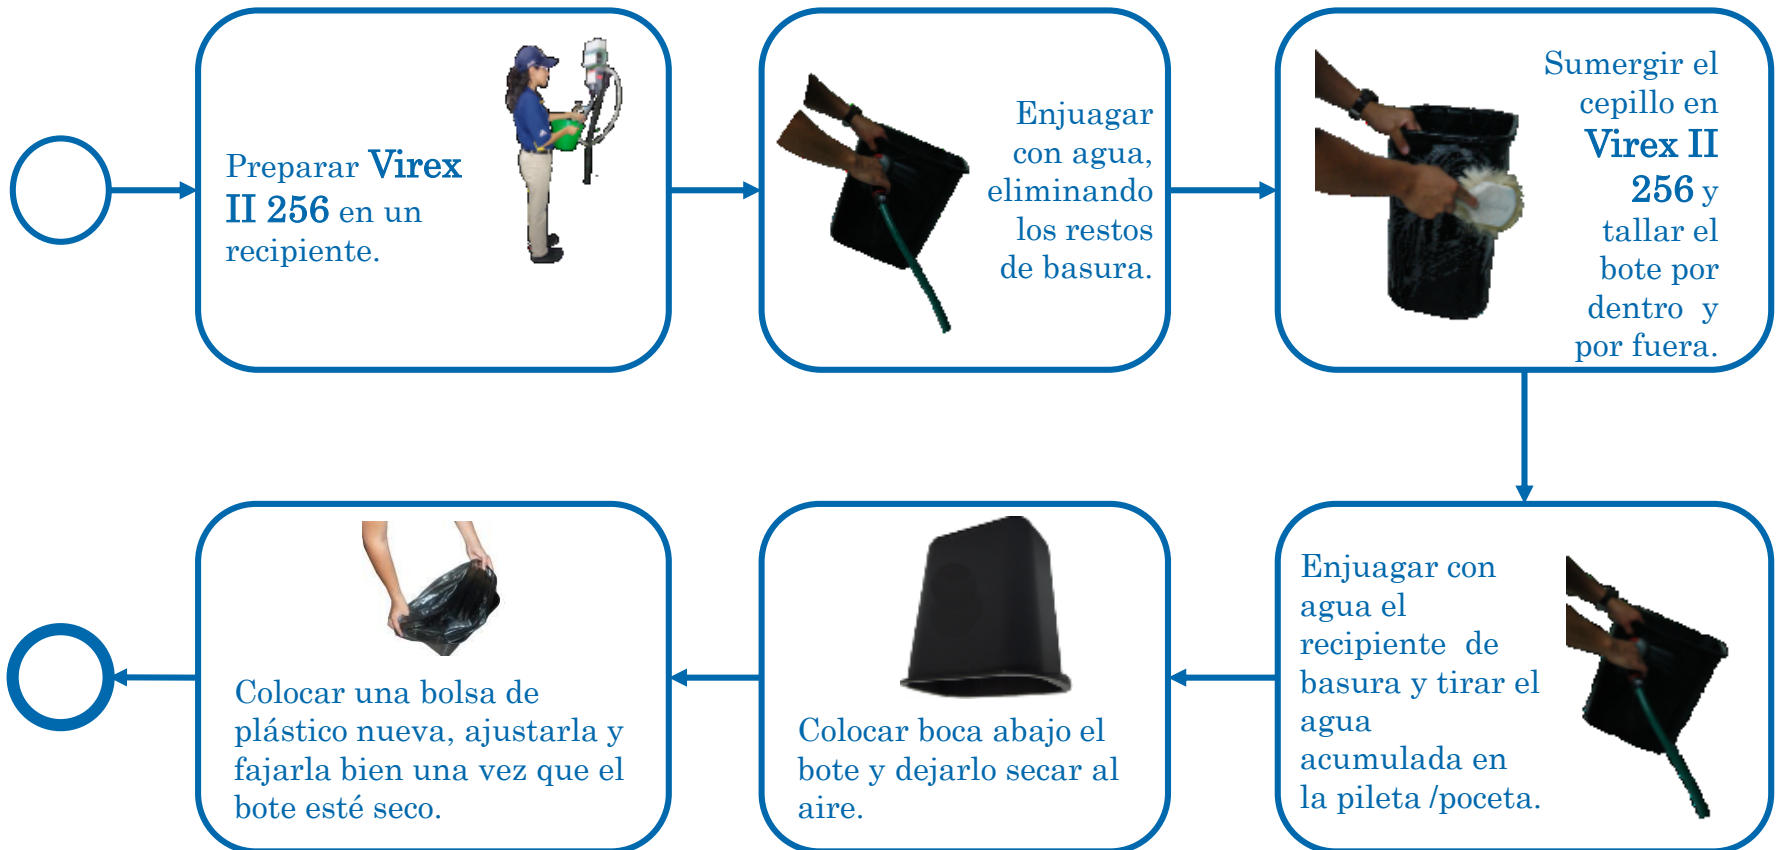 Preparar Virex
II 256 en un
recipiente.
Enjuagar
con agua,
eliminando
los restos
de basura.
Sumergir el
cepillo en
Virex II
256 y
tallar el
bote por
dentro y
por fuera.
Enjuagar con
agua el
recipiente de
basura y tirar el
agua
acumulada en
la pileta /poceta.
Colocar boca abajo el
bote y dejarlo secar al
aire.
Colocar una bolsa de
plástico nueva, ajustarla y
fajarla bien una vez que el
bote esté seco.